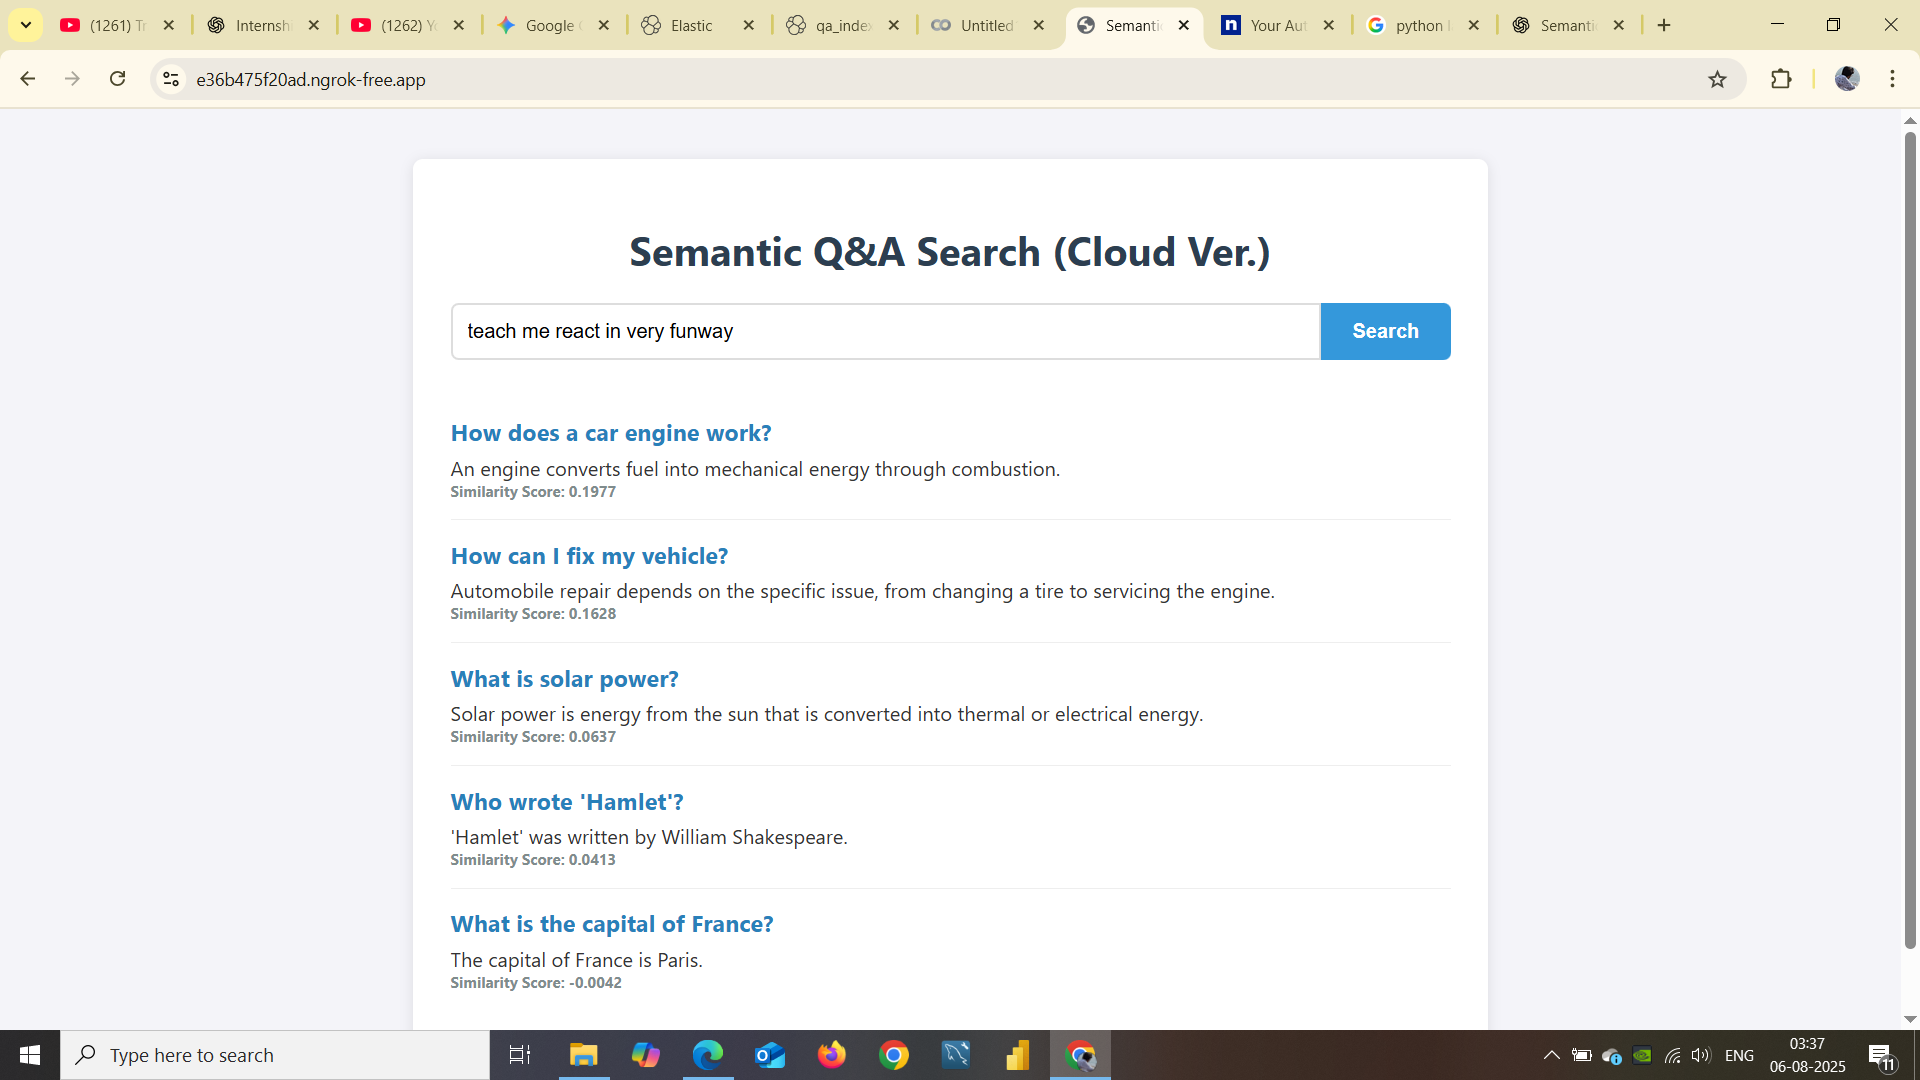 (1261) Tr
Internshi
(1262) Yo
Google
Elastic
qa_index
Untitled
Semantic
Your Aut
python l
Semantic
e36b475f20ad.ngrok-free.app
Semantic Q&A Search (Cloud Ver.)
teach me react in very funway
Search
How does a car engine work?
An engine converts fuel into mechanical energy through combustion.
Similarity Score: 0.1977
How can I fix my vehicle?
Automobile repair depends on the specific issue, from changing a tire to servicing the engine.
Similarity Score: 0.1628
What is solar power?
Solar power is energy from the sun that is converted into thermal or electrical energy.
Similarity Score: 0.0637
Who wrote 'Hamlet'?
'Hamlet' was written by William Shakespeare.
Similarity Score: 0.0413
What is the capital of France?
The capital of France is Paris.
Similarity Score: -0.0042
Type here to search
ENG
03:37
06-08-2025
11